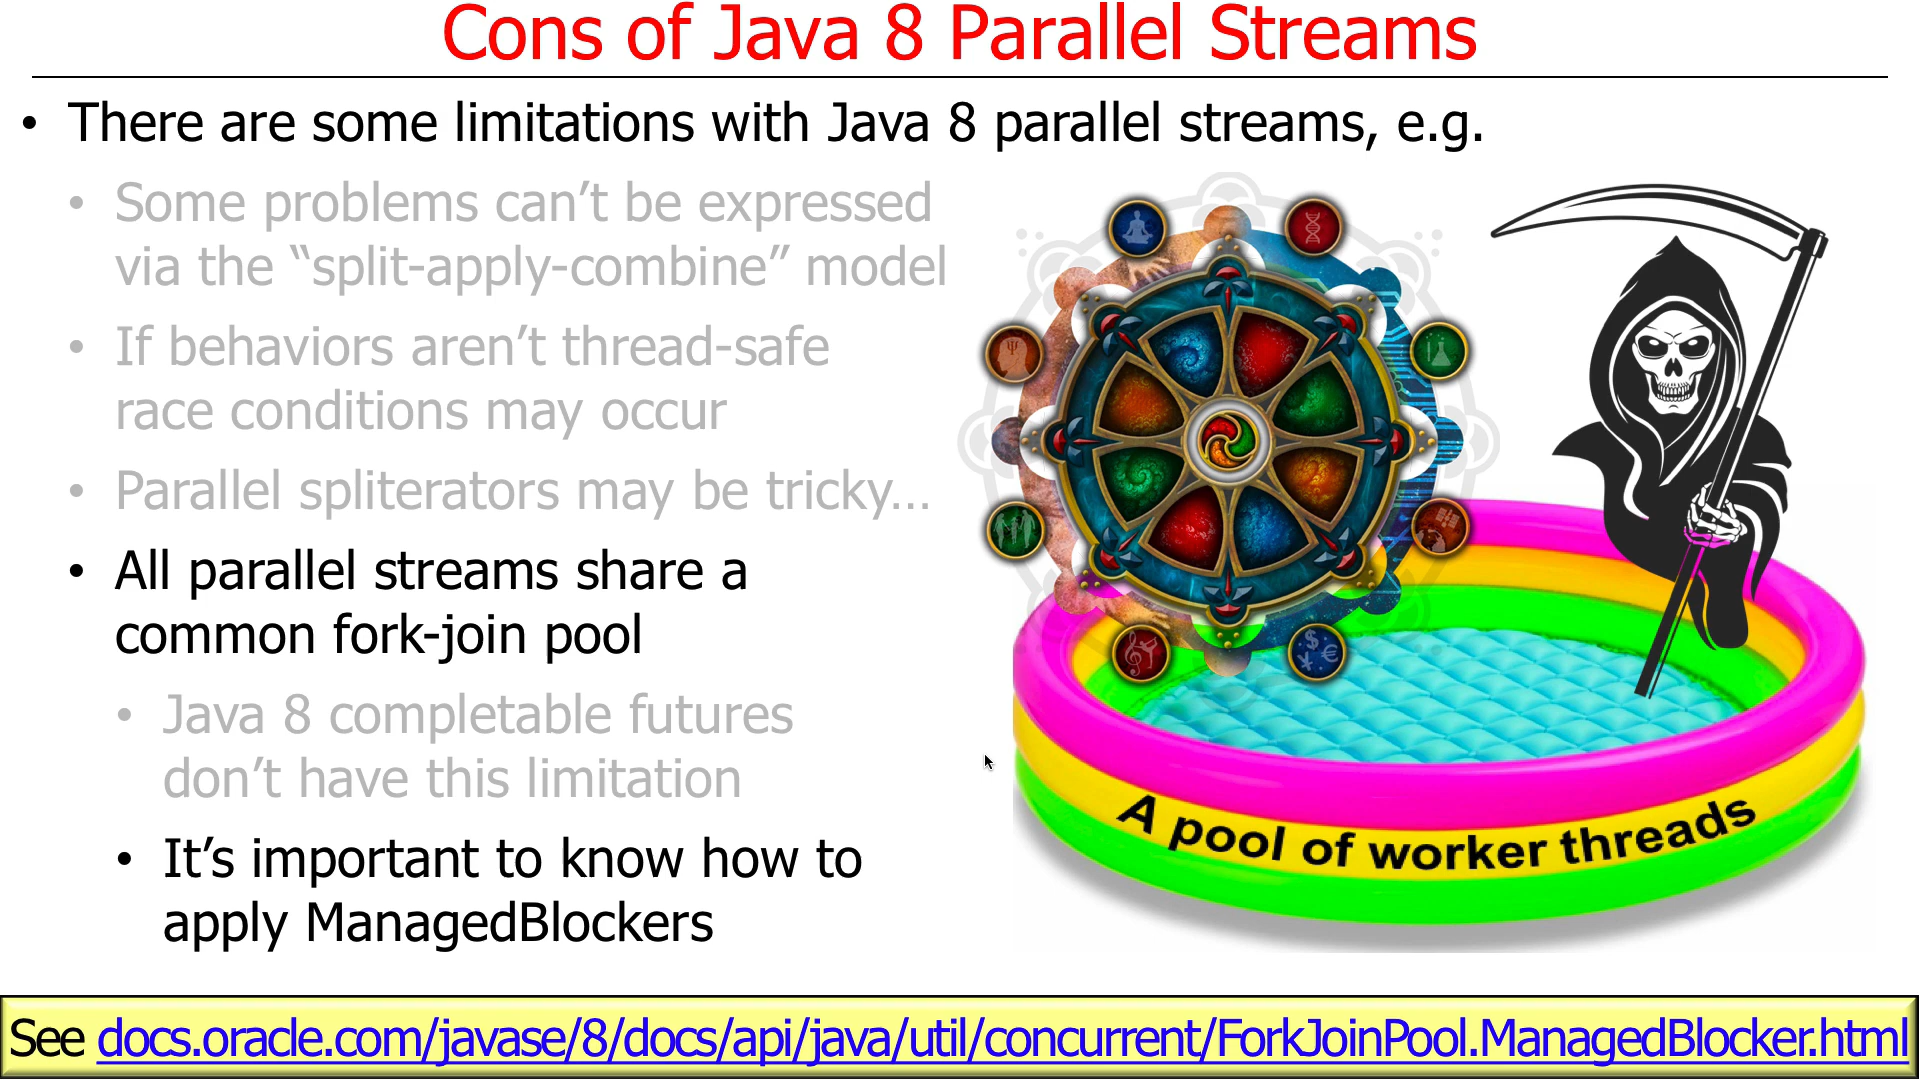 Cons of Java 8 Parallel Streams
• There are some limitations with Java 8 parallel streams, e.g.
• Some problems can’t be expressed
via the “split-apply-combine” model
• If behaviors aren’t thread-safe
race conditions may occur
• Parallel spliterators may be tricky…
• All parallel streams share a
common fork-join pool
• Java 8 completable futures
don’t have this limitation
• It’s important to know how to
apply ManagedBlockers
A pool of worker threads
See docs.oracle.com/javase/8/docs/api/java/util/concurrent/ForkJoinPool.ManagedBlocker.html